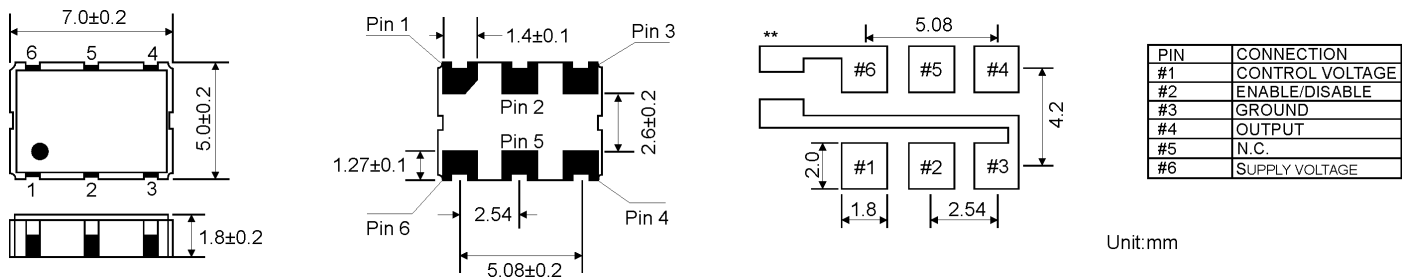 7.0±0.2
6 5 4
5.0±0.2
1 2 3
1.8±0.2
Pin 1
1.4±0.1
Pin 3
Pin 2
2.6±0.2
Pin 5
1.27±0.1
Pin 6
2.54
Pin 4
5.08±0.2
**
5.08
#6 #5 #4
4.2
2.0
#1 #2 #3
1.8
2.54
PIN CONNECTION
#1 CONTROL VOLTAGE
#2 ENABLE/DISABLE
#3 GROUND
#4 OUTPUT
#5 N.C.
#6 SUPPLY VOLTAGE
Unit:mm